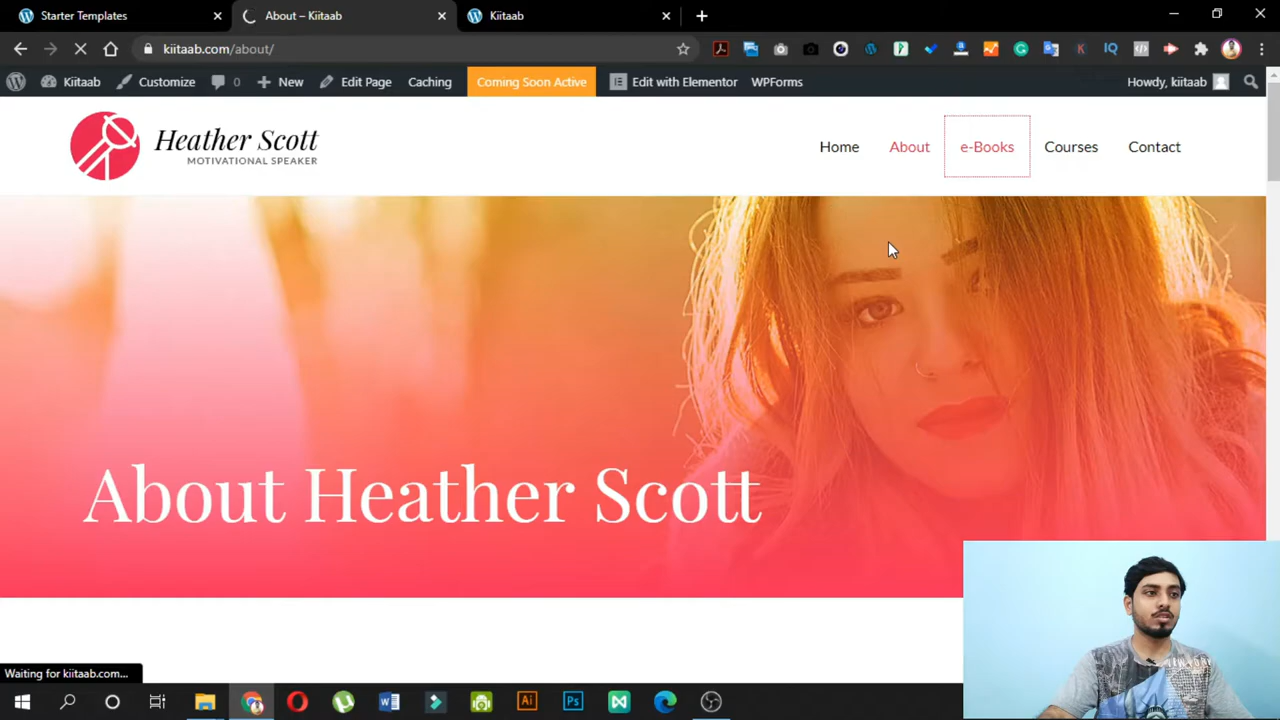 Starter Templates
About – Kiitaab
Kiitaab
kiitaab.com/about/
Kiitaab
Customize
0
New
Edit Page
Caching
Coming Soon Active
Edit with Elementor
WPForms
Howdy, kiitaab
Heather Scott
MOTIVATIONAL SPEAKER
Home
About
e-Books
Courses
Contact
About Heather Scott
Waiting for kiitaab.com...